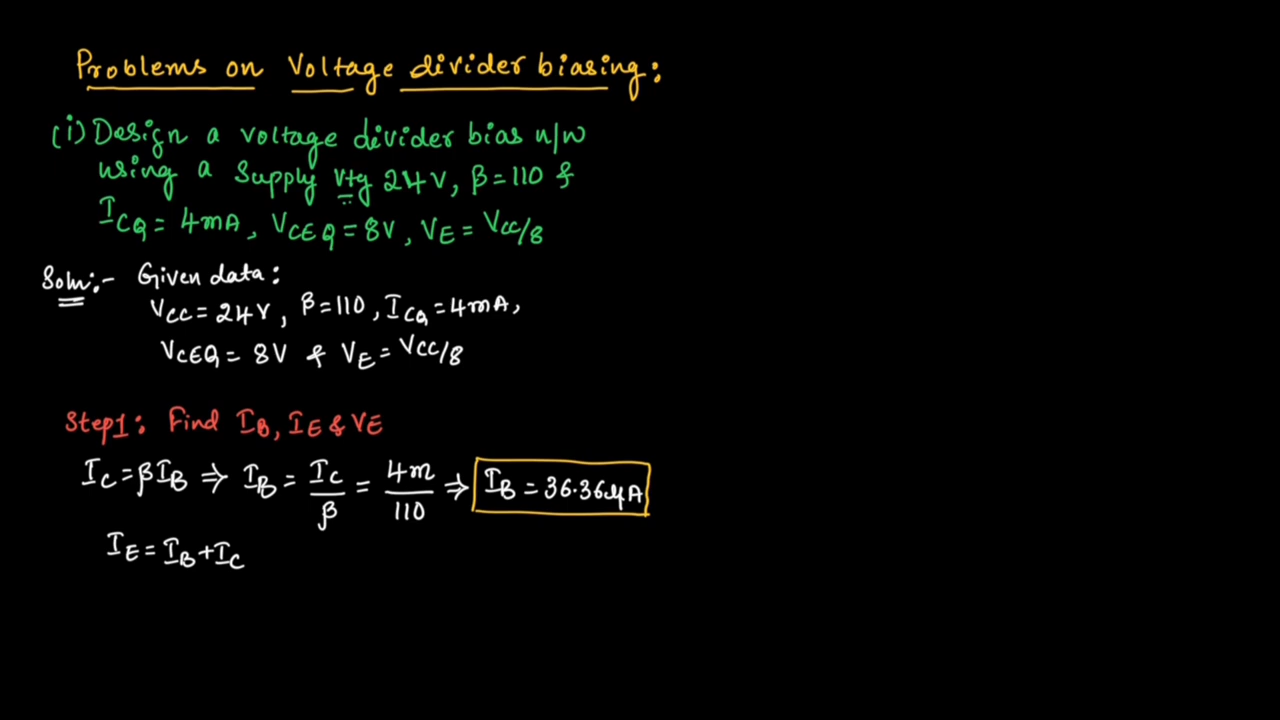 Problems on Voltage divider biasing:
(i) Design a voltage divider bias n/w
using a supply vtg 24V, β=110 &
ICQ = 4mA, VCEQ = 8V, VE = VCC/8
Soln:- Given data:
VCC = 24V, β=110, ICQ = 4mA,
VCEQ = 8V & VE = VCC/8
Step1: Find IB, IE & VE
IC = βIB ⇒ IB = IC/β = 4m/110 ⇒ IB = 36.36μA
IE = IB + IC